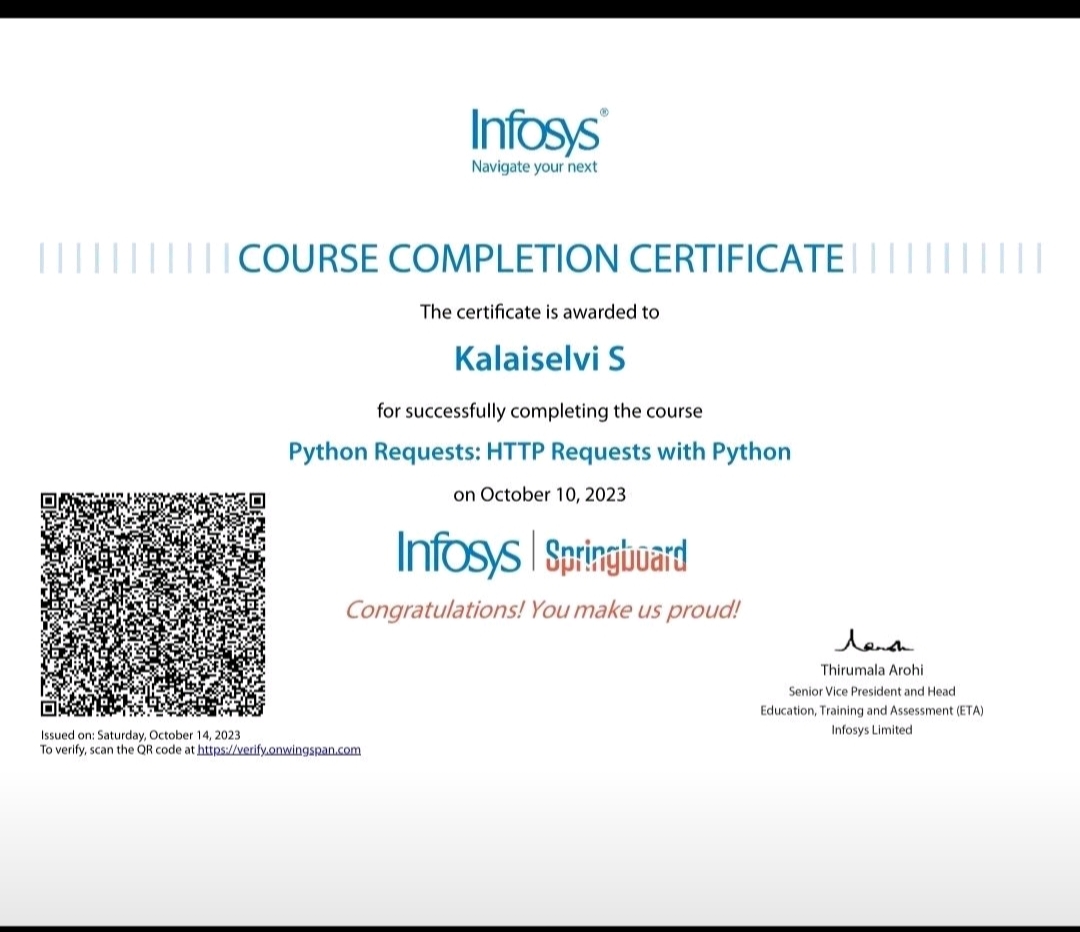 Infosys®
Navigate your next
COURSE COMPLETION CERTIFICATE
The certificate is awarded to
Kalaiselvi S
for successfully completing the course
Python Requests: HTTP Requests with Python
on October 10, 2023
Infosys | Springboard
Congratulations! You make us proud!
Thirumala Arohi
Senior Vice President and Head
Education, Training and Assessment (ETA)
Infosys Limited
Issued on: Saturday, October 14, 2023
To verify, scan the QR code at https://verify.onwingspan.com